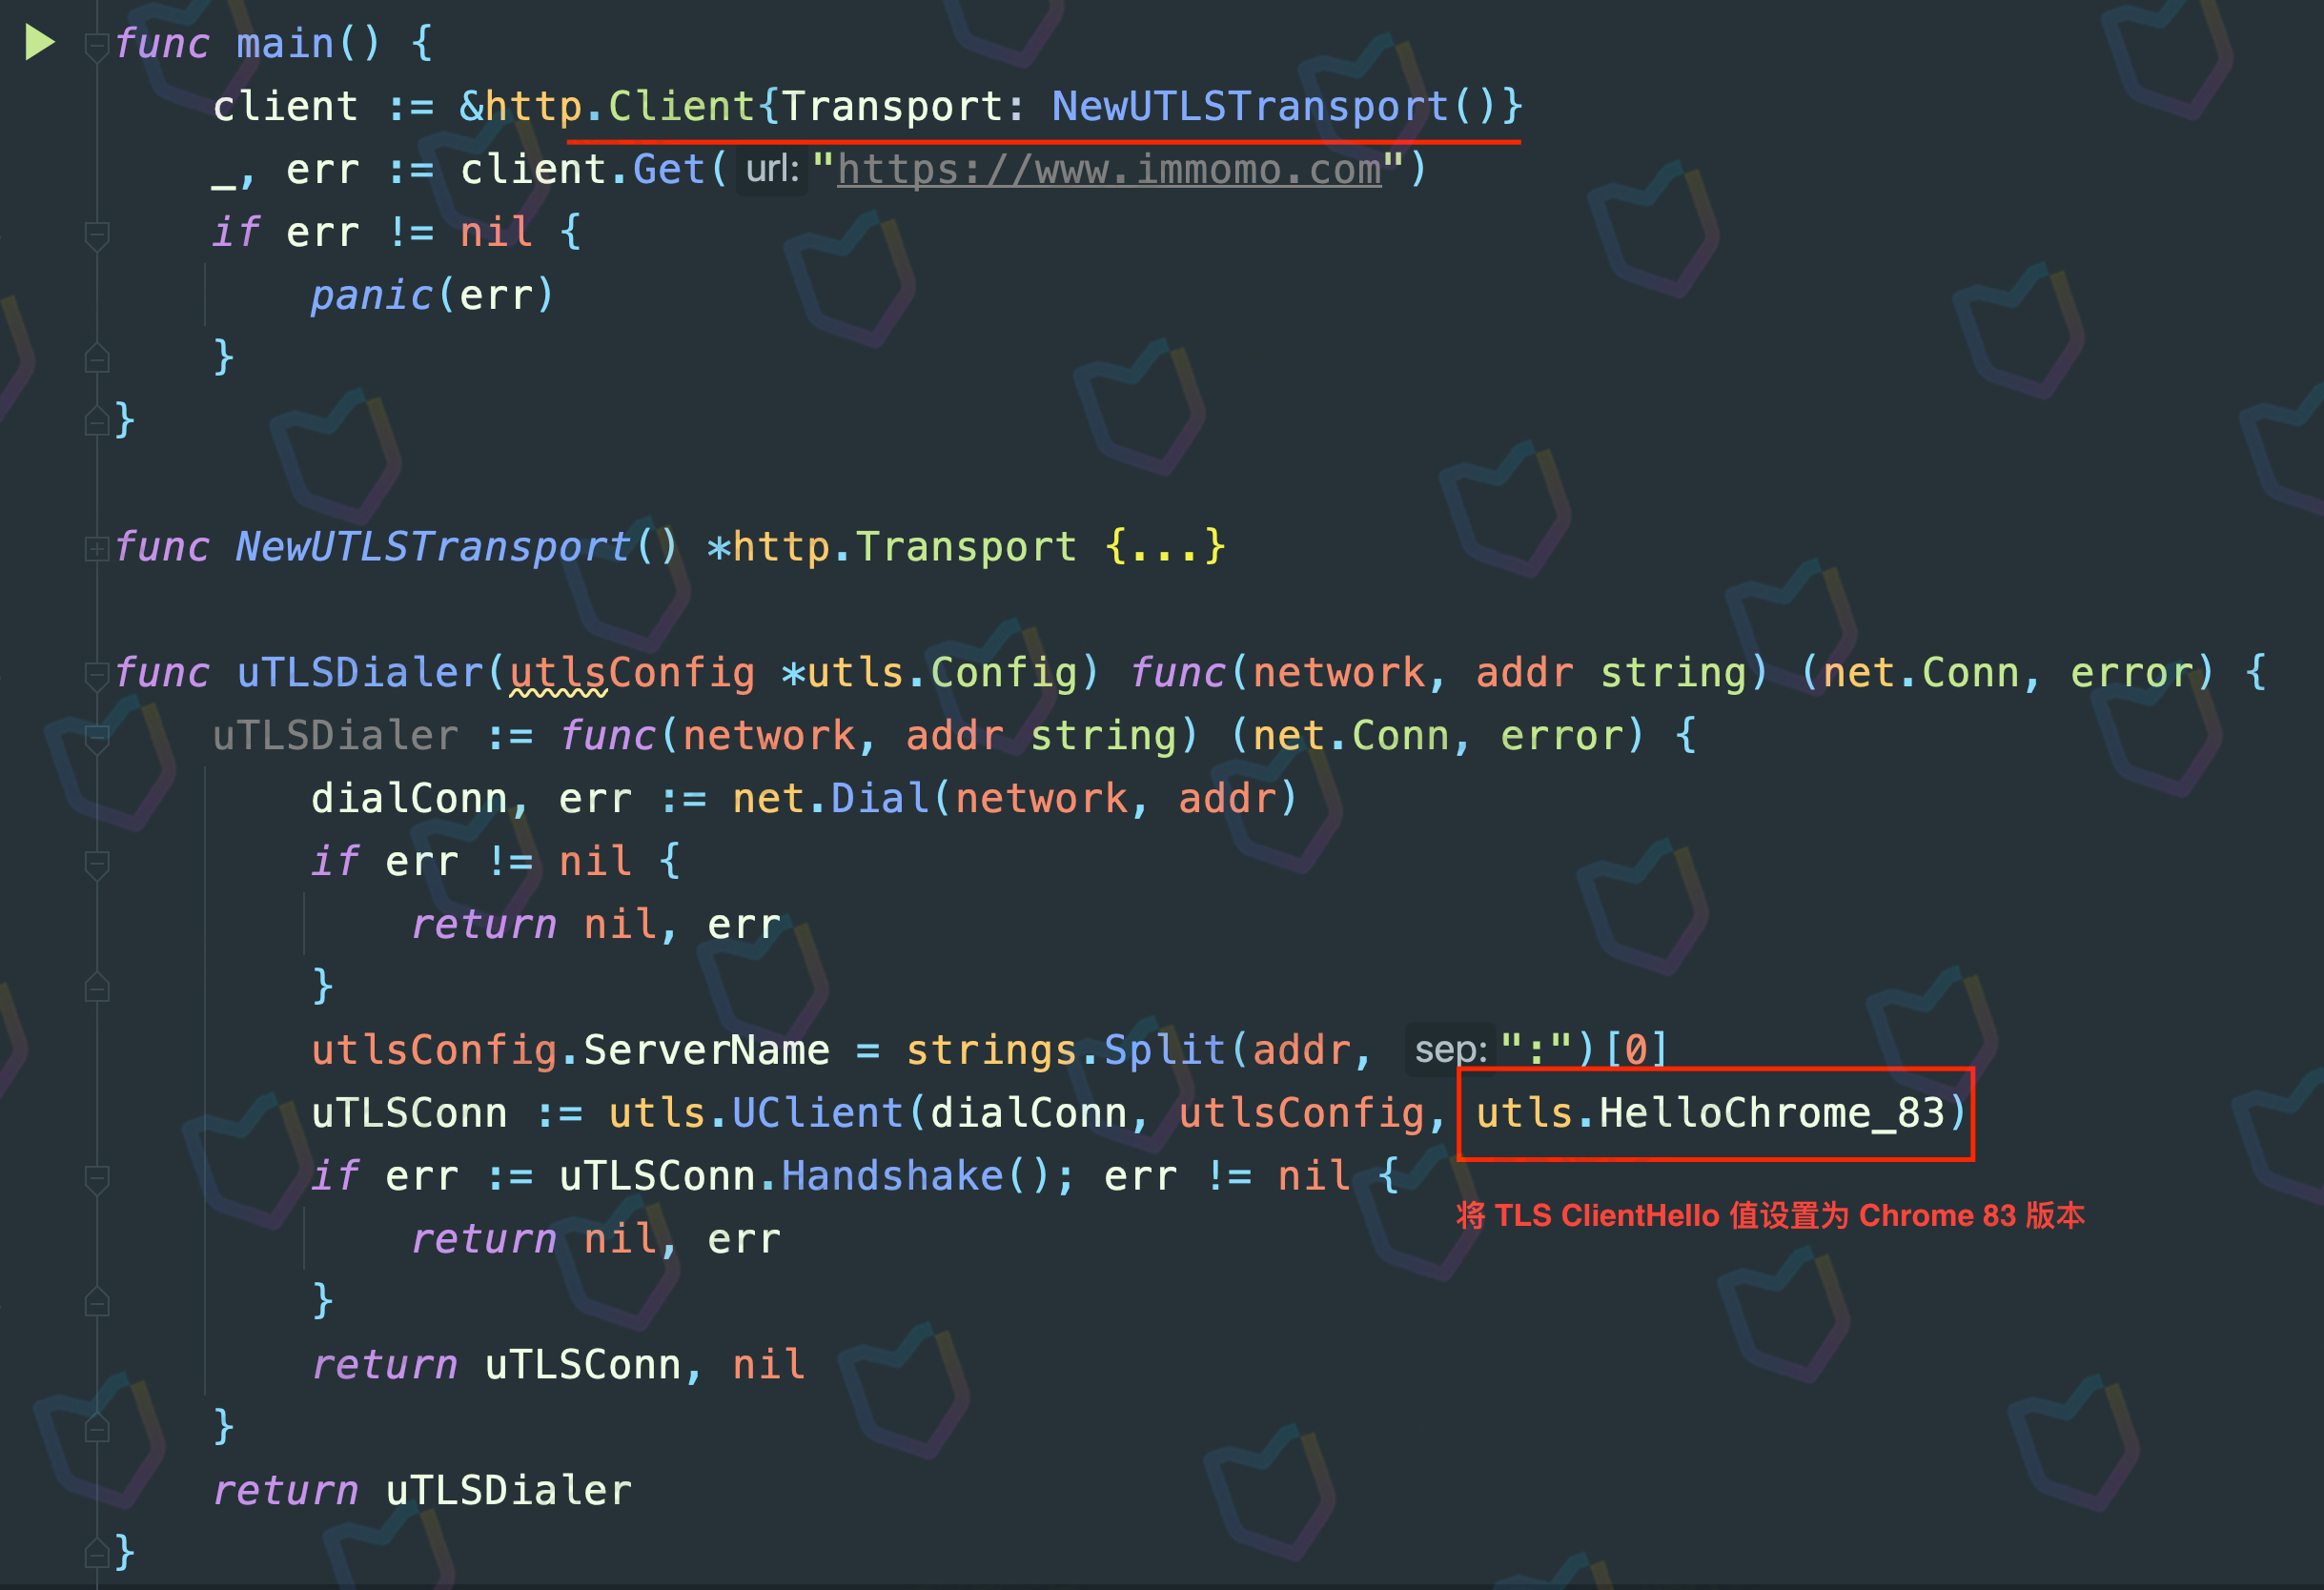 func main() {
client := &http.Client{Transport: NewUTLSTransport()}
_, err := client.Get( url: "https://www.immomo.com")
if err != nil {
panic(err)
}
}
func NewUTLSTransport() *http.Transport {...}
func uTLSDialer(utlsConfig *utls.Config) func(network, addr string) (net.Conn, error) {
uTLSDialer := func(network, addr string) (net.Conn, error) {
dialConn, err := net.Dial(network, addr)
if err != nil {
return nil, err
}
utlsConfig.ServerName = strings.Split(addr, sep: ":")[0]
uTLSConn := utls.UClient(dialConn, utlsConfig, utls.HelloChrome_83)
if err := uTLSConn.Handshake(); err != nil {
将 TLS ClientHello 值设置为 Chrome 83 版本
return nil, err
}
return uTLSConn, nil
}
return uTLSDialer
}